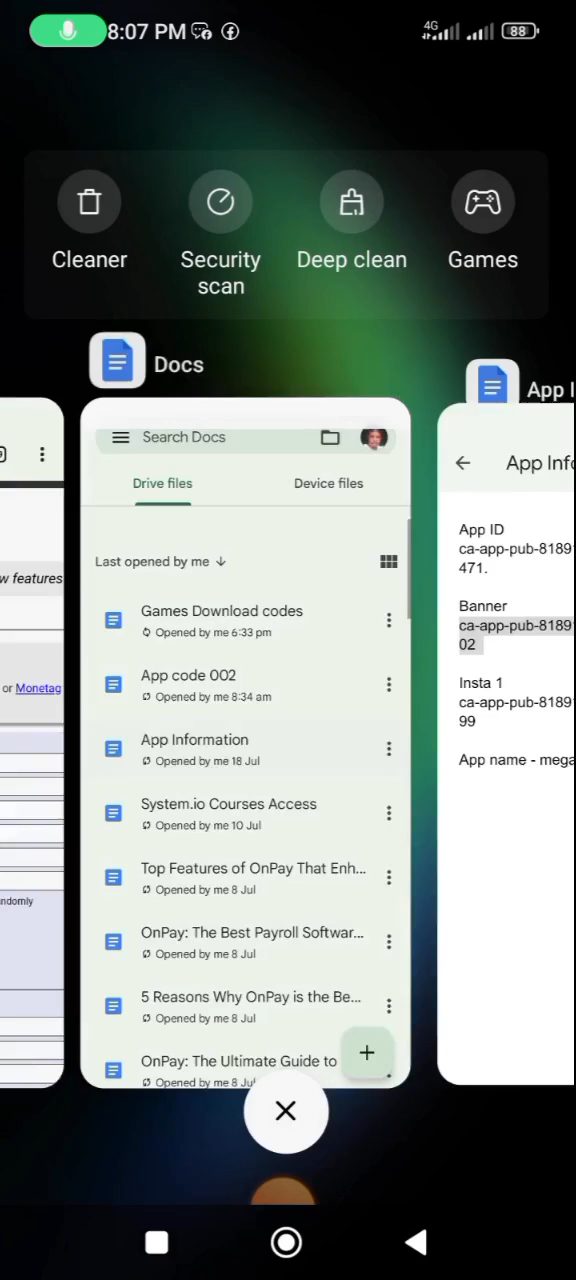 8:07 PM
4G
88
Cleaner
Security
scan
Deep clean
Games
Docs
Search Docs
Drive files
Device files
Last opened by me ↓
Games Download codes
Opened by me 6:33 pm
App code 002
Opened by me 8:34 am
App Information
Opened by me 18 Jul
System.io Courses Access
Opened by me 10 Jul
Top Features of OnPay That Enh...
Opened by me 8 Jul
OnPay: The Best Payroll Softwar...
Opened by me 8 Jul
5 Reasons Why OnPay is the Be...
Opened by me 8 Jul
OnPay: The Ultimate Guide to
Opened by me 8 Jul
w features
or Monetag
ndomly
App I
App Info
App ID
ca-app-pub-8189
471.
Banner
ca-app-pub-8189
02
Insta 1
ca-app-pub-8189
99
App name - mega